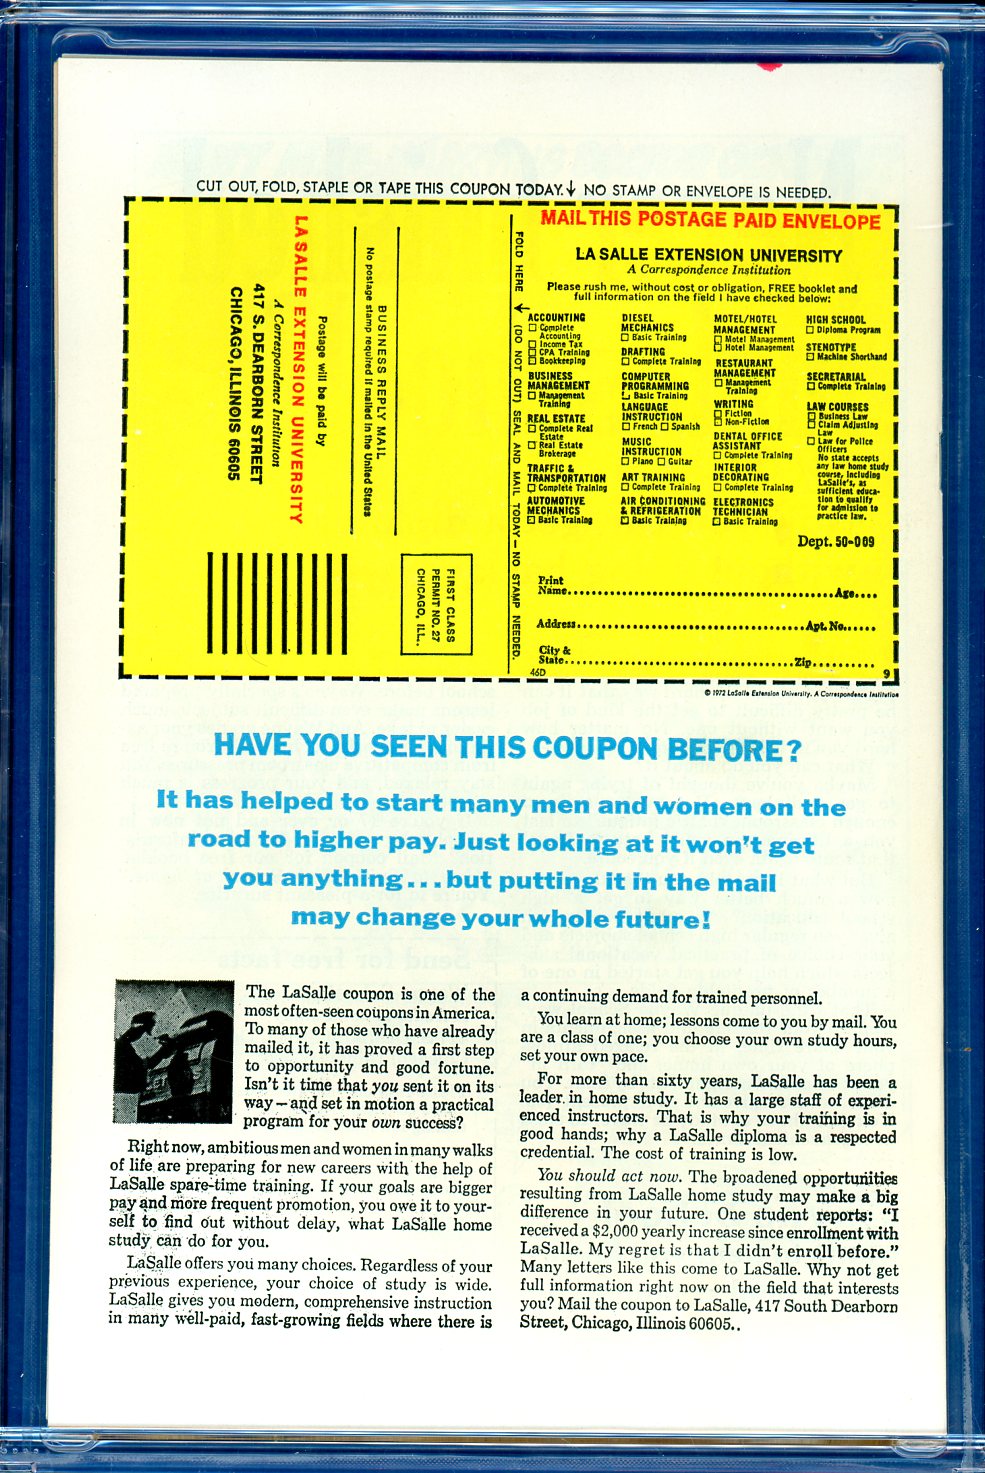 CUT OUT, FOLD, STAPLE OR TAPE THIS COUPON TODAY.↓ NO STAMP OR ENVELOPE IS NEEDED.
LA SALLE EXTENSION UNIVERSITY
A Correspondence Institution
417 S. DEARBORN STREET
CHICAGO, ILLINOIS 60605
Postage will be paid by
BUSINESS REPLY MAIL
No postage stamp required if mailed in the United States
FIRST CLASS
PERMIT NO. 27
CHICAGO, ILL.
FOLD HERE → (DO NOT CUT) SEAL AND MAIL TODAY — NO STAMP NEEDED.
MAIL THIS POSTAGE PAID ENVELOPE
LA SALLE EXTENSION UNIVERSITY
A Correspondence Institution
Please rush me, without cost or obligation, FREE booklet and
full information on the field I have checked below:
ACCOUNTING
☐ Complete
Accounting
☐ Income Tax
☐ CPA Training
☐ Bookkeeping
BUSINESS
MANAGEMENT
☐ Management
Training
REAL ESTATE
☐ Complete Real
Estate
☐ Real Estate
Brokerage
TRAFFIC &
TRANSPORTATION
☐ Complete Training
AUTOMOTIVE
MECHANICS
☐ Basic Training
DIESEL
MECHANICS
☐ Basic Training
DRAFTING
☐ Complete Training
COMPUTER
PROGRAMMING
☐ Basic Training
LANGUAGE
INSTRUCTION
☐ French ☐ Spanish
MUSIC
INSTRUCTION
☐ Piano ☐ Guitar
ART TRAINING
☐ Complete Training
AIR CONDITIONING
& REFRIGERATION
☐ Basic Training
MOTEL/HOTEL
MANAGEMENT
☐ Motel Management
☐ Hotel Management
RESTAURANT
MANAGEMENT
☐ Management
Training
WRITING
☐ Fiction
☐ Non-Fiction
DENTAL OFFICE
ASSISTANT
☐ Complete Training
INTERIOR
DECORATING
☐ Complete Training
ELECTRONICS
TECHNICIAN
☐ Basic Training
HIGH SCHOOL
☐ Diploma Program
STENOTYPE
☐ Machine Shorthand
SECRETARIAL
☐ Complete Training
LAW COURSES
☐ Business Law
☐ Claim Adjusting
Law
☐ Law for Police
Officers
No state accepts
any law home study
course, including
LaSalle's, as
sufficient educa-
tion to qualify
for admission to
practice law.
Dept. 50-089
Print
Name.............................................Age....
Address......................................Apt. No......
City &
State......................................Zip..........
46D
9
© 1972 LaSalle Extension University. A Correspondence Institution
HAVE YOU SEEN THIS COUPON BEFORE?
It has helped to start many men and women on the
road to higher pay. Just looking at it won't get
you anything...but putting it in the mail
may change your whole future!
The LaSalle coupon is one of the
most often-seen coupons in America.
To many of those who have already
mailed it, it has proved a first step
to opportunity and good fortune.
Isn't it time that you sent it on its
way—and set in motion a practical
program for your own success?
Right now, ambitious men and women in many walks
of life are preparing for new careers with the help of
LaSalle spare-time training. If your goals are bigger
pay and more frequent promotion, you owe it to your-
self to find out without delay, what LaSalle home
study can do for you.
LaSalle offers you many choices. Regardless of your
previous experience, your choice of study is wide.
LaSalle gives you modern, comprehensive instruction
in many well-paid, fast-growing fields where there is
a continuing demand for trained personnel.
You learn at home; lessons come to you by mail. You
are a class of one; you choose your own study hours,
set your own pace.
For more than sixty years, LaSalle has been a
leader in home study. It has a large staff of experi-
enced instructors. That is why your training is in
good hands; why a LaSalle diploma is a respected
credential. The cost of training is low.
You should act now. The broadened opportunities
resulting from LaSalle home study may make a big
difference in your future. One student reports: “I
received a $2,000 yearly increase since enrollment with
LaSalle. My regret is that I didn't enroll before.”
Many letters like this come to LaSalle. Why not get
full information right now on the field that interests
you? Mail the coupon to LaSalle, 417 South Dearborn
Street, Chicago, Illinois 60605..